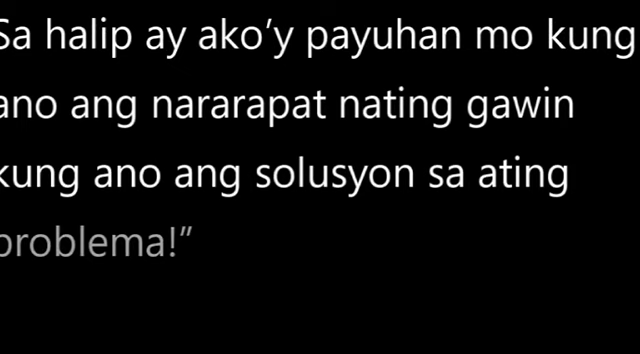 Sa halip ay ako’y payuhan mo kung
ano ang nararapat nating gawin
kung ano ang solusyon sa ating
problema!”